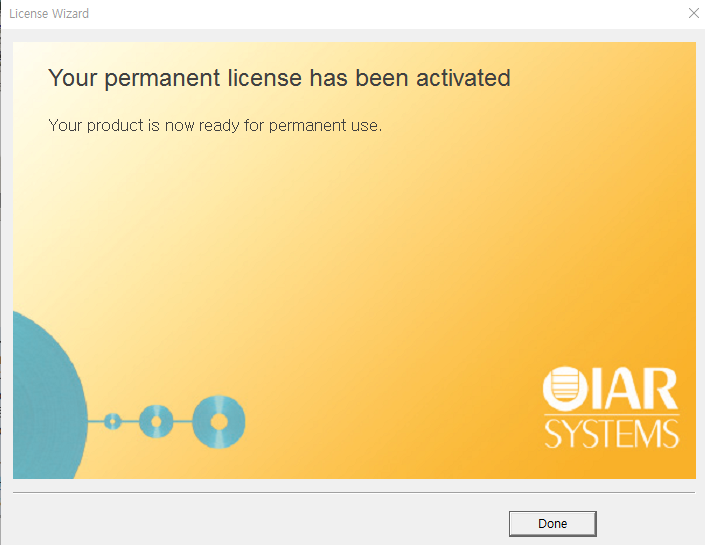 License Wizard
Your permanent license has been activated
Your product is now ready for permanent use.
IAR
SYSTEMS
Done